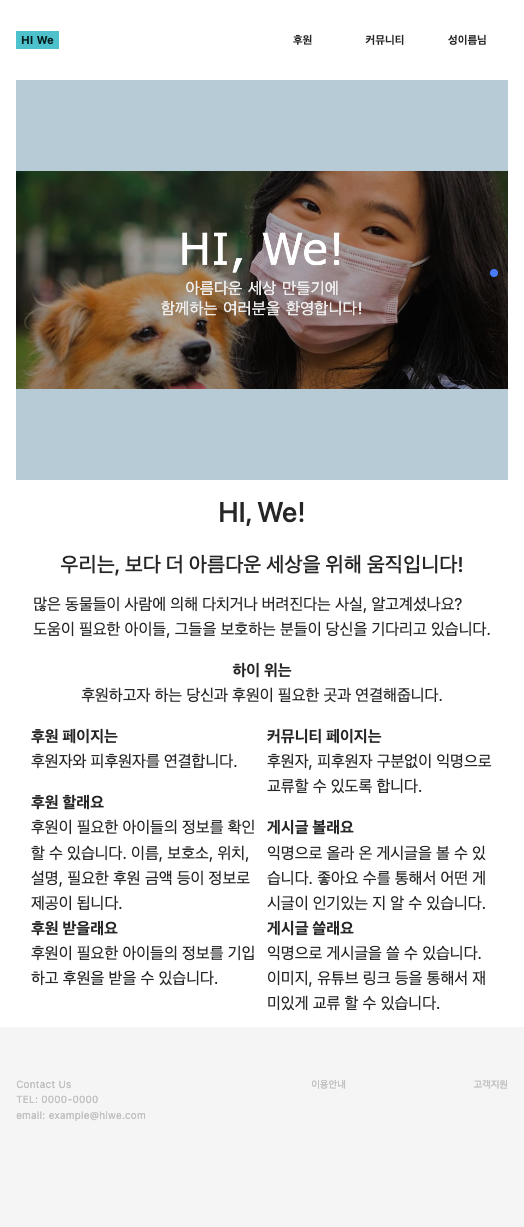 HI We
후원 커뮤니티 성이름님
HI, We!
아름다운 세상 만들기에
함께하는 여러분을 환영합니다!
HI, We!
우리는, 보다 더 아름다운 세상을 위해 움직입니다!
많은 동물들이 사람에 의해 다치거나 버려진다는 사실, 알고계셨나요?
도움이 필요한 아이들, 그들을 보호하는 분들이 당신을 기다리고 있습니다.
하이 위는
후원하고자 하는 당신과 후원이 필요한 곳과 연결해줍니다.
후원 페이지는
후원자와 피후원자를 연결합니다.
후원 할래요
후원이 필요한 아이들의 정보를 확인
할 수 있습니다. 이름, 보호소, 위치,
설명, 필요한 후원 금액 등이 정보로
제공이 됩니다.
후원 받을래요
후원이 필요한 아이들의 정보를 기입
하고 후원을 받을 수 있습니다.
커뮤니티 페이지는
후원자, 피후원자 구분없이 익명으로
교류할 수 있도록 합니다.
게시글 볼래요
익명으로 올라 온 게시글을 볼 수 있
습니다. 좋아요 수를 통해서 어떤 게
시글이 인기있는 지 알 수 있습니다.
게시글 쓸래요
익명으로 게시글을 쓸 수 있습니다.
이미지, 유튜브 링크 등을 통해서 재
미있게 교류 할 수 있습니다.
Contact Us
TEL: 0000-0000
email: example@hiwe.com
이용안내
고객지원